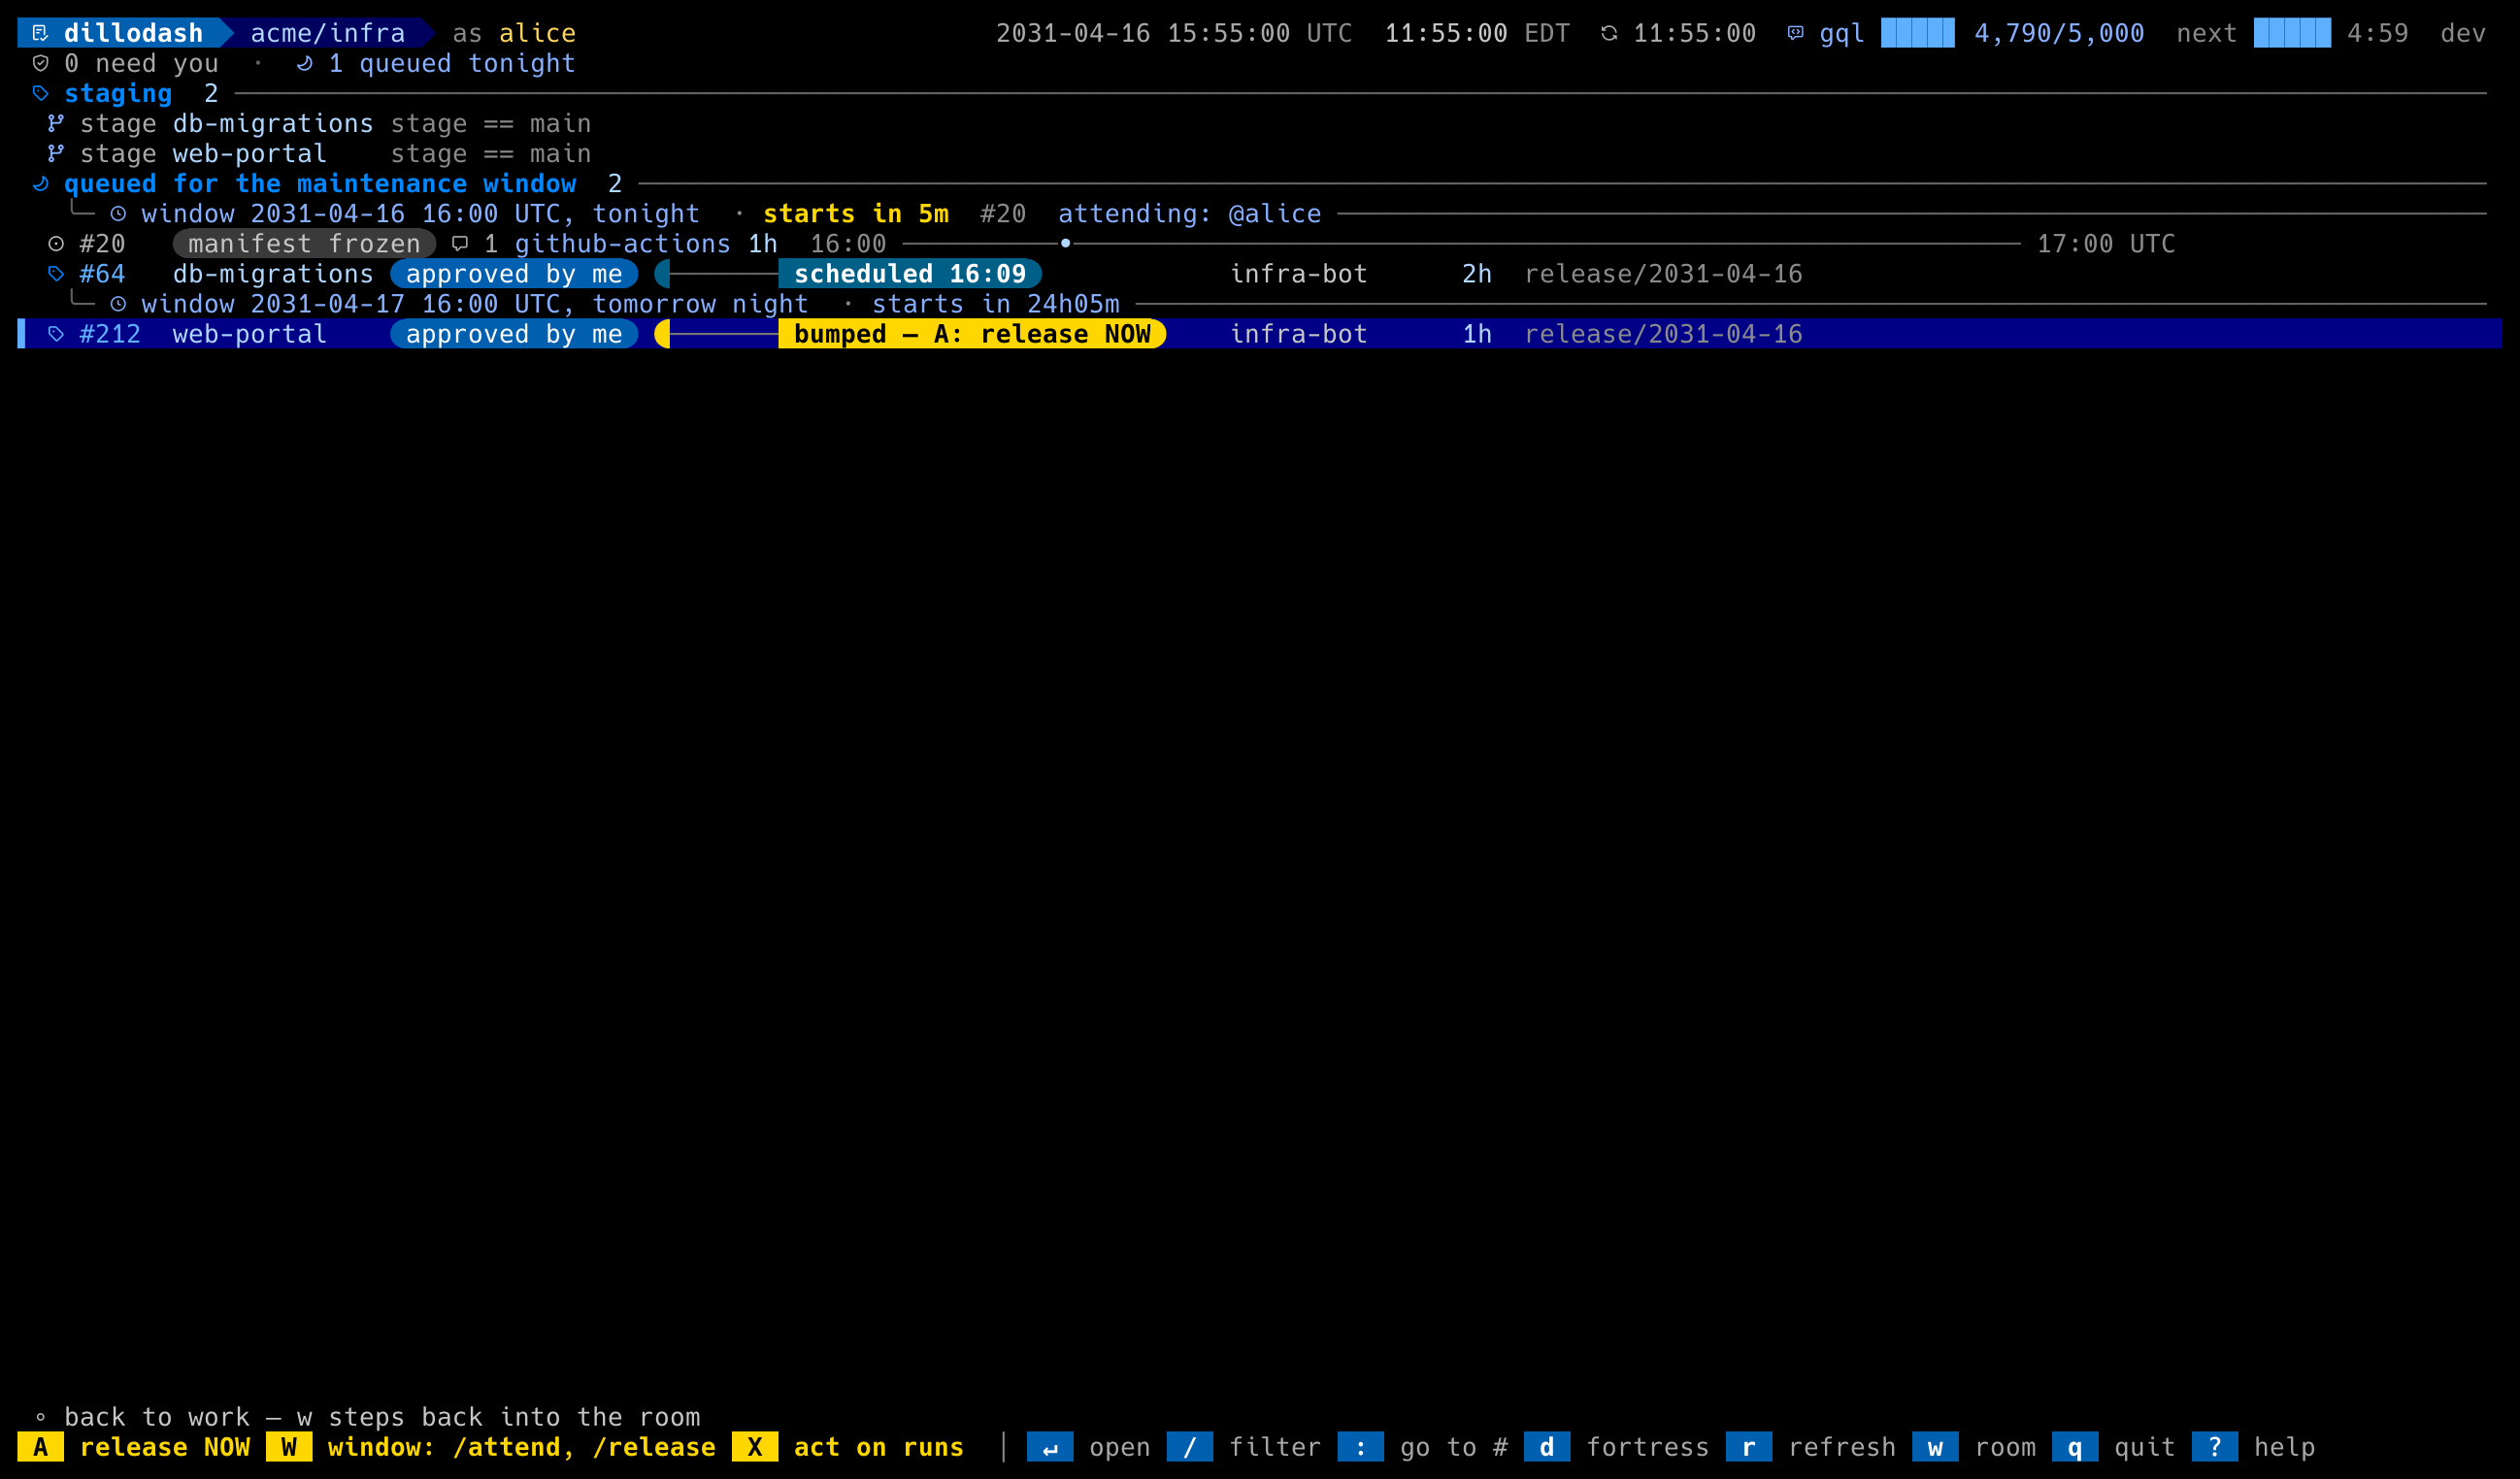 dillodash acme/infra as alice 2031-04-16 15:55:00 UTC 11:55:00 EDT 11:55:00 gql 4,790/5,000 next 4:59 dev
0 need you · 1 queued tonight
staging 2
stage db-migrations stage == main
stage web-portal stage == main
queued for the maintenance window 2
window 2031-04-16 16:00 UTC, tonight · starts in 5m #20 attending: @alice
#20 manifest frozen 1 github-actions 1h 16:00 17:00 UTC
#64 db-migrations approved by me scheduled 16:09 infra-bot 2h release/2031-04-16
window 2031-04-17 16:00 UTC, tomorrow night · starts in 24h05m
#212 web-portal approved by me bumped — A: release NOW infra-bot 1h release/2031-04-16
back to work — w steps back into the room
A release NOW W window: /attend, /release X act on runs │ ↵ open / filter : go to # d fortress r refresh w room q quit ? help